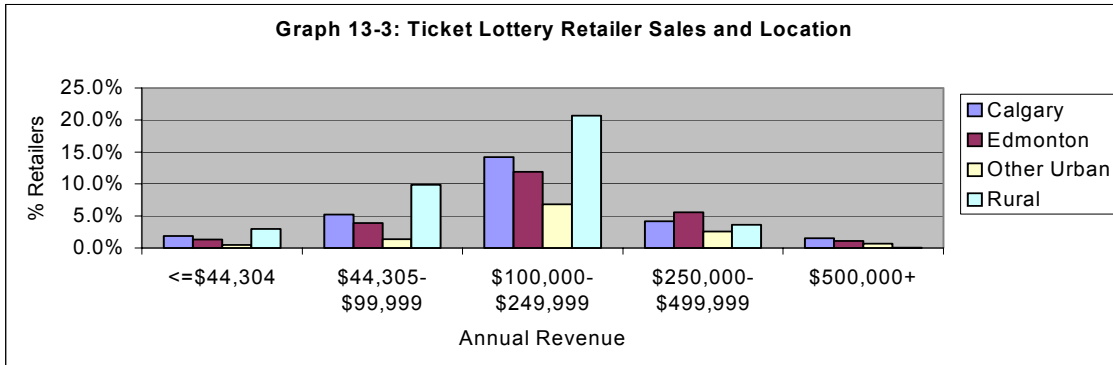 Graph 13-3: Ticket Lottery Retailer Sales and Location
25.0%
20.0%
15.0%
10.0%
5.0%
0.0%
% Retailers
<=$44,304
$44,305-
$99,999
$100,000-
$249,999
$250,000-
$499,999
$500,000+
Annual Revenue
Calgary
Edmonton
Other Urban
Rural